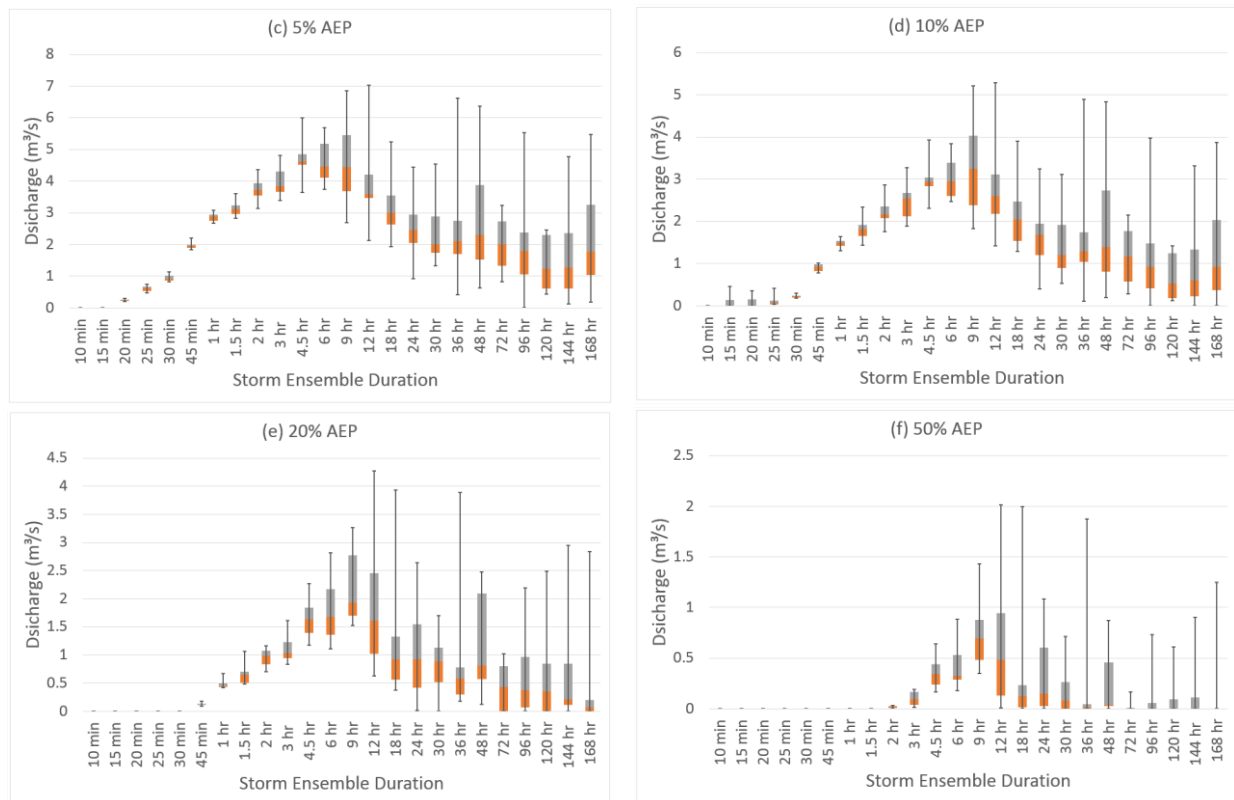 (c) 5% AEP
8
7
6
5
4
3
2
1
0
Dsicharge (m³/s)
10 min
15 min
20 min
25 min
30 min
45 min
1 hr
1.5 hr
2 hr
3 hr
4.5 hr
6 hr
9 hr
12 hr
18 hr
24 hr
30 hr
36 hr
48 hr
72 hr
96 hr
120 hr
144 hr
168 hr
Storm Ensemble Duration
(d) 10% AEP
6
5
4
3
2
1
0
Dsicharge (m³/s)
10 min
15 min
20 min
25 min
30 min
45 min
1 hr
1.5 hr
2 hr
3 hr
4.5 hr
6 hr
9 hr
12 hr
18 hr
24 hr
30 hr
36 hr
48 hr
72 hr
96 hr
120 hr
144 hr
168 hr
Storm Ensemble Duration
(e) 20% AEP
4.5
4
3.5
3
2.5
2
1.5
1
0.5
0
Dsicharge (m³/s)
10 min
15 min
20 min
25 min
30 min
45 min
1 hr
1.5 hr
2 hr
3 hr
4.5 hr
6 hr
9 hr
12 hr
18 hr
24 hr
30 hr
36 hr
48 hr
72 hr
96 hr
120 hr
144 hr
168 hr
Storm Ensemble Duration
(f) 50% AEP
2.5
2
1.5
1
0.5
0
Dsicharge (m³/s)
10 min
15 min
20 min
25 min
30 min
45 min
1 hr
1.5 hr
2 hr
3 hr
4.5 hr
6 hr
9 hr
12 hr
18 hr
24 hr
30 hr
36 hr
48 hr
72 hr
96 hr
120 hr
144 hr
168 hr
Storm Ensemble Duration